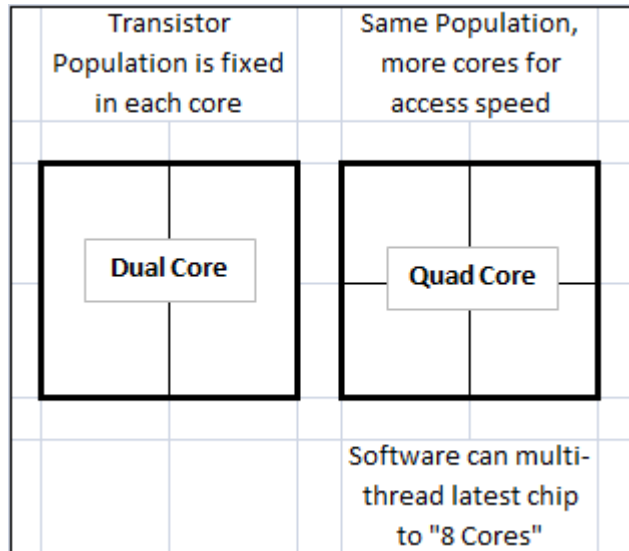 Transistor
Population is fixed
in each core
Same Population,
more cores for
access speed
Dual Core
Quad Core
Software can multi-
thread latest chip
to "8 Cores"